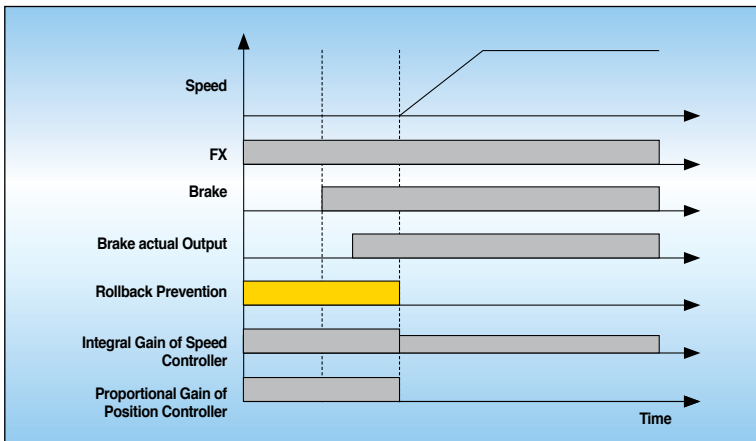 Speed
FX
Brake
Brake actual Output
Rollback Prevention
Integral Gain of Speed
Controller
Proportional Gain of
Position Controller
Time